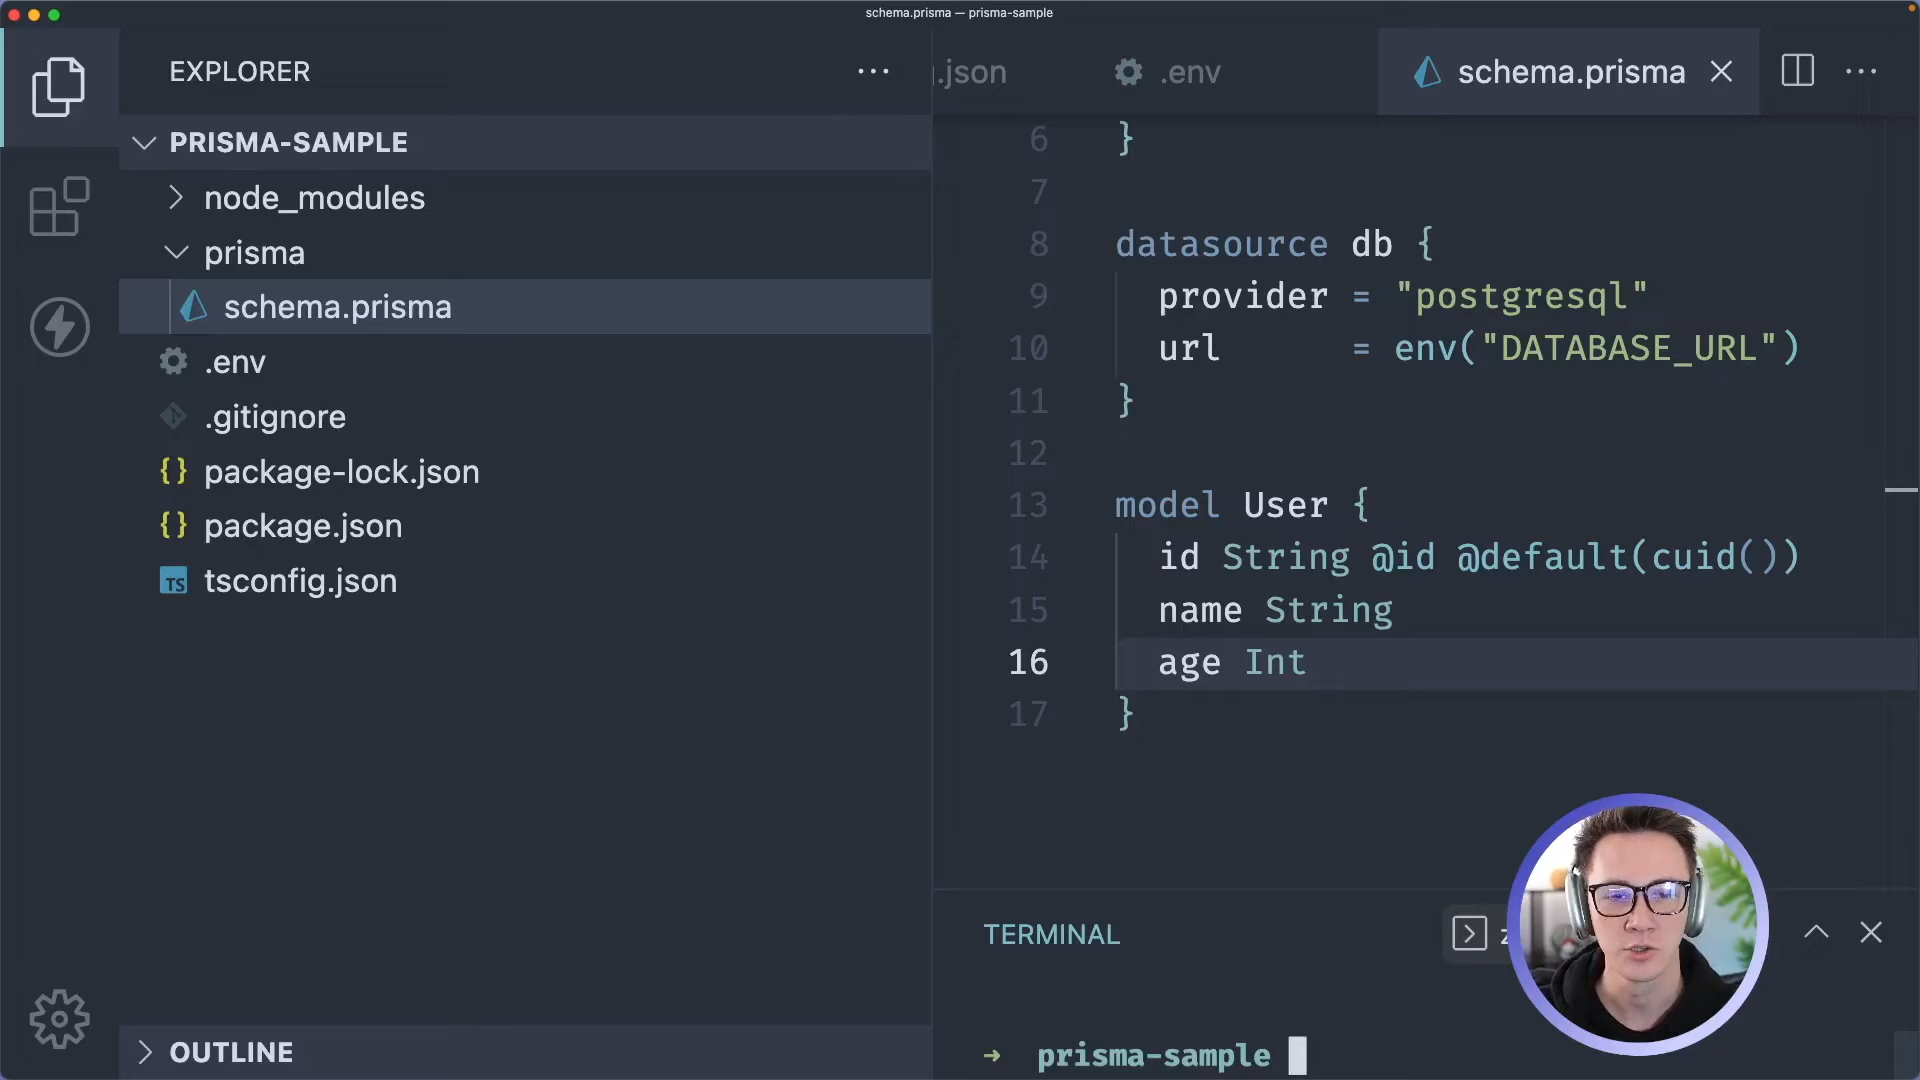 schema.prisma — prisma-sample
EXPLORER
.json
.env
schema.prisma
PRISMA-SAMPLE
node_modules
prisma
schema.prisma
.env
.gitignore
package-lock.json
package.json
tsconfig.json
OUTLINE
6 }
7
8 datasource db {
9 provider = "postgresql"
10 url = env("DATABASE_URL")
11 }
12
13 model User {
14 id String @id @default(cuid())
15 name String
16 age Int
17 }
TERMINAL
z
➜ prisma-sample